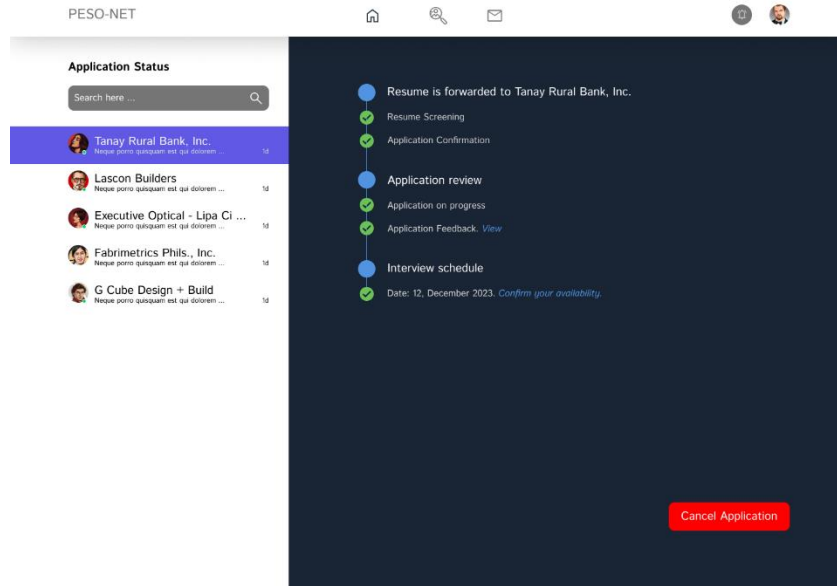 PESO-NET
Application Status
Search here ...
Tanay Rural Bank, Inc.
Neque porro quisquam est qui dolorem ...
1d
Lascon Builders
Neque porro quisquam est qui dolorem ...
1d
Executive Optical - Lipa Ci ...
Neque porro quisquam est qui dolorem ...
1d
Fabrimetrics Phils., Inc.
Neque porro quisquam est qui dolorem ...
1d
G Cube Design + Build
Neque porro quisquam est qui dolorem ...
1d
Resume is forwarded to Tanay Rural Bank, Inc.
Resume Screening
Application Confirmation
Application review
Application on progress
Application Feedback. View
Interview schedule
Date: 12, December 2023. Confirm your availability.
Cancel Application